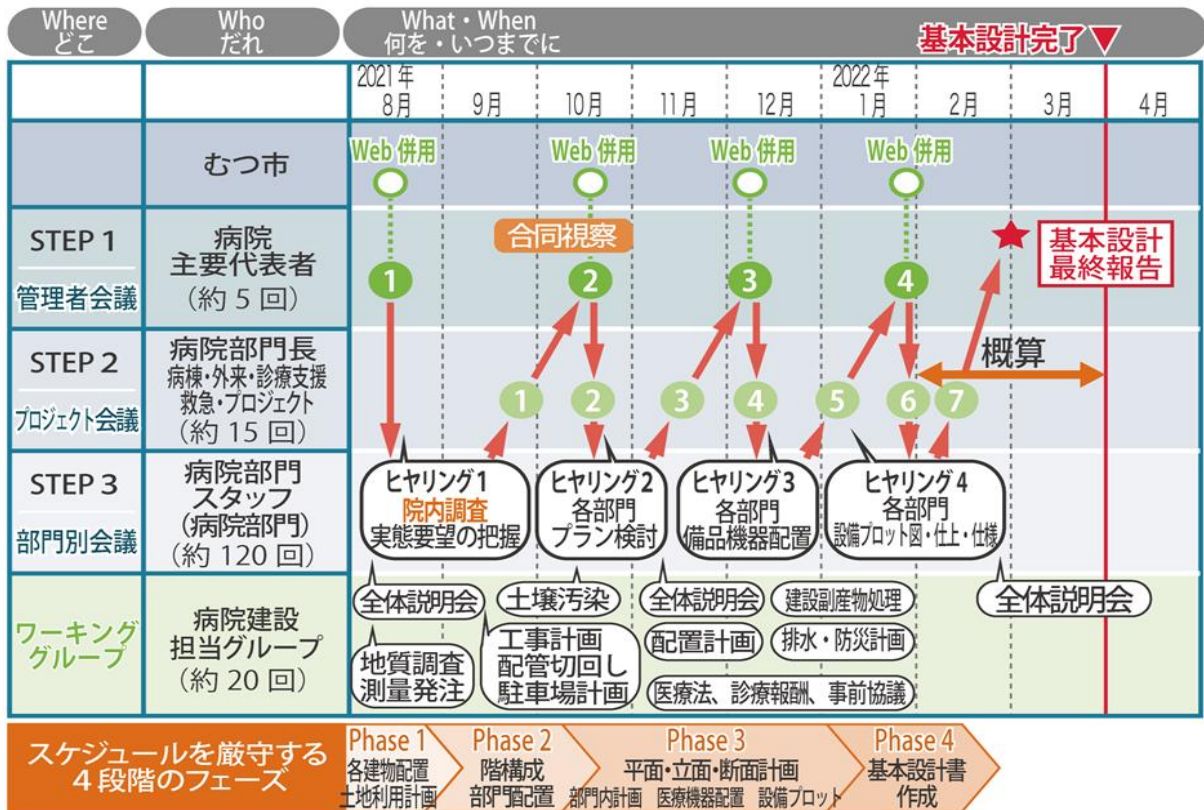 Where
どこ
Who
だれ
What・When
何を・いつまでに
基本設計完了▼
2021年
8月
9月
10月
11月
12月
2022年
1月
2月
3月
4月
むつ市
Web 併用
Web 併用
Web 併用
Web 併用
STEP 1
管理者会議
病院
主要代表者
(約 5 回)
合同視察
1
2
3
4
基本設計
最終報告
STEP 2
プロジェクト会議
病院部門長
病棟・外来・診療支援
救急・プロジェクト
(約 15 回)
1
2
3
4
5
6
7
概算
STEP 3
部門別会議
病院部門
スタッフ
(病院部門)
(約 120 回)
ヒヤリング1
院内調査
実態要望の把握
ヒヤリング2
各部門
プラン検討
ヒヤリング3
各部門
備品機器配置
ヒヤリング4
各部門
設備プロット図・仕上・仕様
ワーキング
グループ
病院建設
担当グループ
(約 20 回)
全体説明会
地質調査
測量発注
土壌汚染
工事計画
配管切回し
駐車場計画
全体説明会
配置計画
建設副産物処理
排水・防災計画
医療法、診療報酬、事前協議
全体説明会
スケジュールを厳守する
4段階のフェーズ
Phase 1
各建物配置
土地利用計画
Phase 2
階構成
部門配置
Phase 3
平面・立面・断面計画
部門内計画 医療機器配置 設備プロット
Phase 4
基本設計書
作成